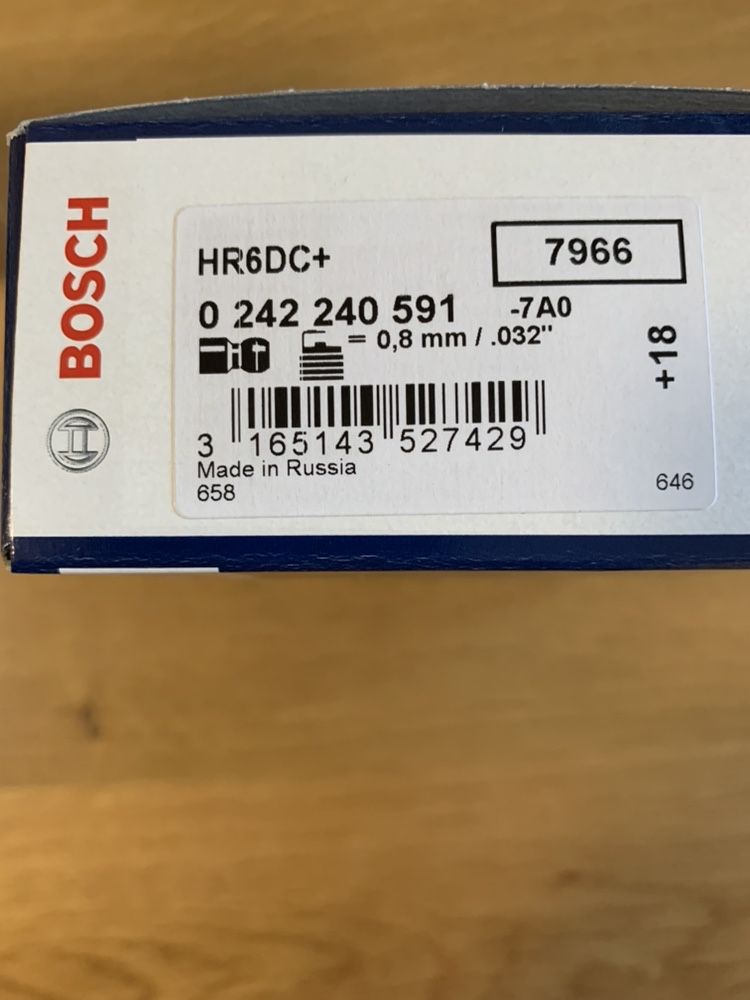 BOSCH
HR6DC+
7966
0 242 240 591
-7A0
= 0,8 mm / .032"
+18
3 165143 527429
Made in Russia
658
646